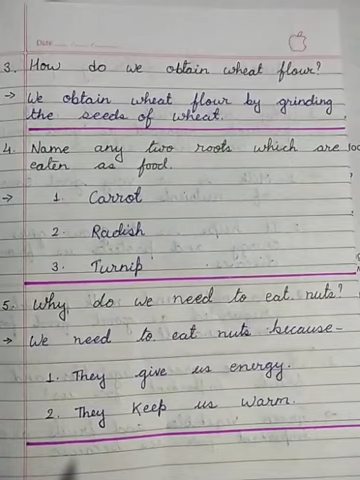 Date
3. How do we obtain wheat flour?
→ We obtain wheat flour by grinding
the seeds of wheat.
4. Name any two roots which are
eaten as food.
→ 1. Carrot
2. Radish
3. Turnip
5. Why do we need to eat nuts?
→ We need to eat nuts because-
1. They give us energy.
2. They Keep us warm.